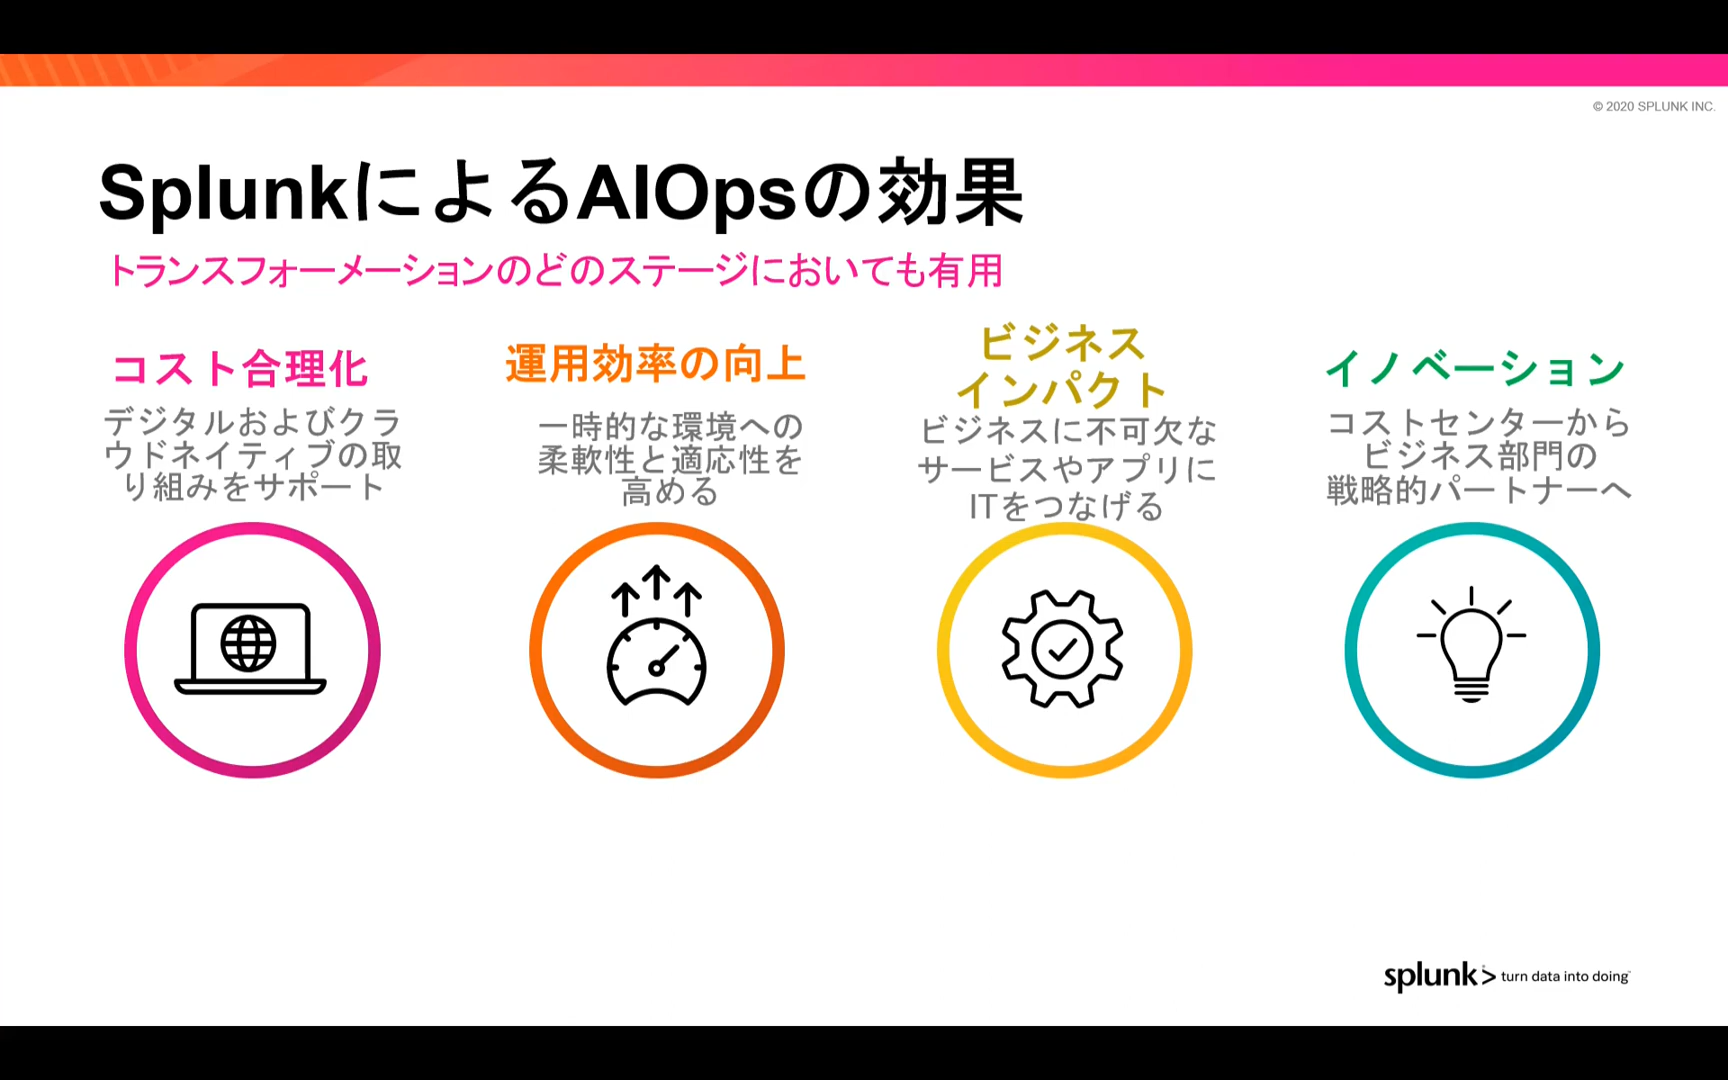 © 2020 SPLUNK INC.
SplunkによるAIOpsの効果
トランスフォーメーションのどのステージにおいても有用
コスト合理化
デジタルおよびクラ
ウドネイティブの取
り組みをサポート
運用効率の向上
一時的な環境への
柔軟性と適応性を
高める
ビジネス
インパクト
ビジネスに不可欠な
サービスやアプリに
ITをつなげる
イノベーション
コストセンターから
ビジネス部門の
戦略的パートナーへ
splunk> turn data into doing